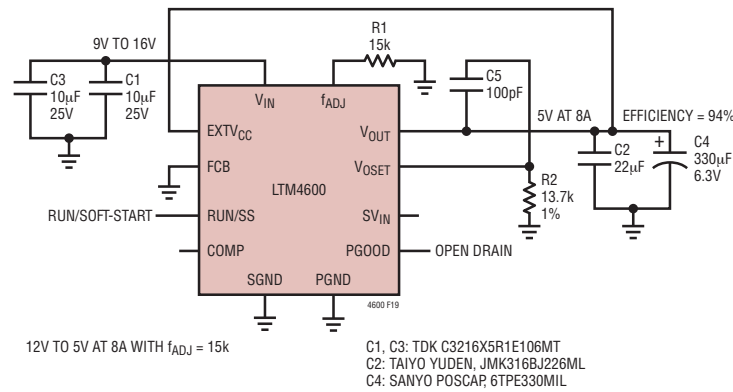 9V TO 16V
C3
10µF
25V
C1
10µF
25V
R1
15k
C5
100pF
VIN
fADJ
EXTVCC
VOUT
5V AT 8A
EFFICIENCY = 94%
FCB
VOSET
LTM4600
C2
22µF
+
C4
330µF
6.3V
R2
13.7k
1%
RUN/SOFT-START
RUN/SS
SVIN
COMP
PGOOD
OPEN DRAIN
SGND
PGND
4600 F19
12V TO 5V AT 8A WITH fADJ = 15k
C1, C3: TDK C3216X5R1E106MT
C2: TAIYO YUDEN, JMK316BJ226ML
C4: SANYO POSCAP, 6TPE330MIL